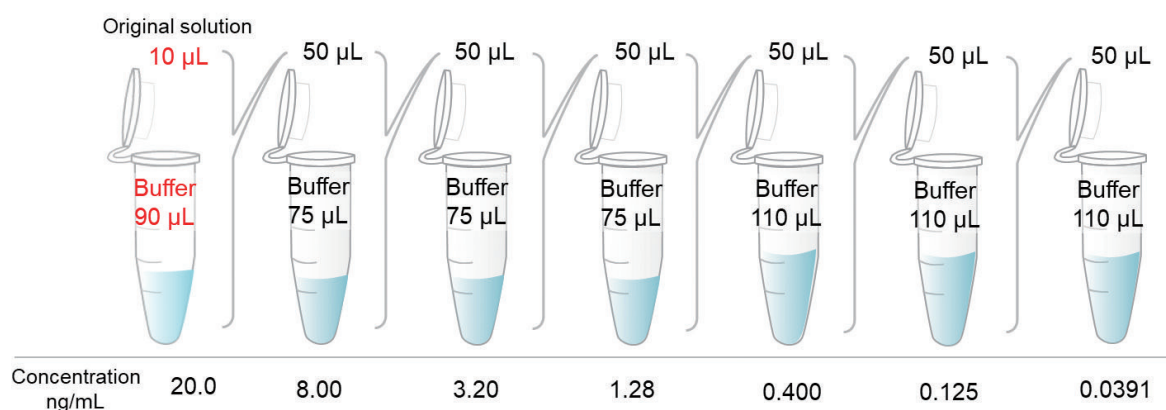 Original solution
10 µL 50 µL 50 µL 50 µL 50 µL 50 µL 50 µL
Buffer Buffer Buffer Buffer Buffer Buffer Buffer
90 µL 75 µL 75 µL 75 µL 110 µL 110 µL 110 µL
Concentration
ng/mL
20.0 8.00 3.20 1.28 0.400 0.125 0.0391